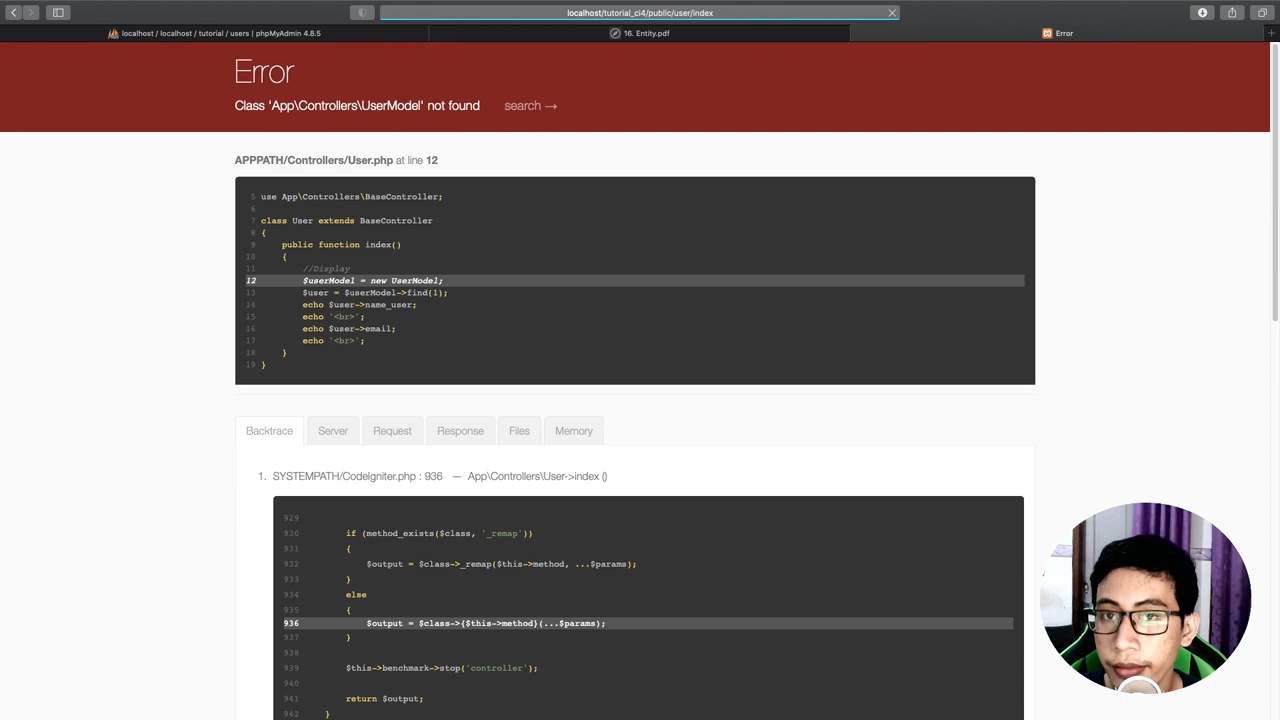 localhost/tutorial_ci4/public/user/index
localhost / localhost / tutorial / users | phpMyAdmin 4.8.5
16. Entity.pdf
Error
Error
Class 'App\Controllers\UserModel' not found
search →
APPPATH/Controllers/User.php at line 12
5 use App\Controllers\BaseController;
6
7 class User extends BaseController
8 {
9 public function index()
10 {
11 //Display
12 $userModel = new UserModel;
13 $user = $userModel->find(1);
14 echo $user->name_user;
15 echo '<br>';
16 echo $user->email;
17 echo '<br>';
18 }
19 }
Backtrace
Server
Request
Response
Files
Memory
1. SYSTEMPATH/CodeIgniter.php : 936 — App\Controllers\User->index ()
929
930 if (method_exists($class, '_remap'))
931 {
932 $output = $class->_remap($this->method, ...$params);
933 }
934 else
935 {
936 $output = $class->{$this->method}(...$params);
937 }
938
939 $this->benchmark->stop('controller');
940
941 return $output;
942 }